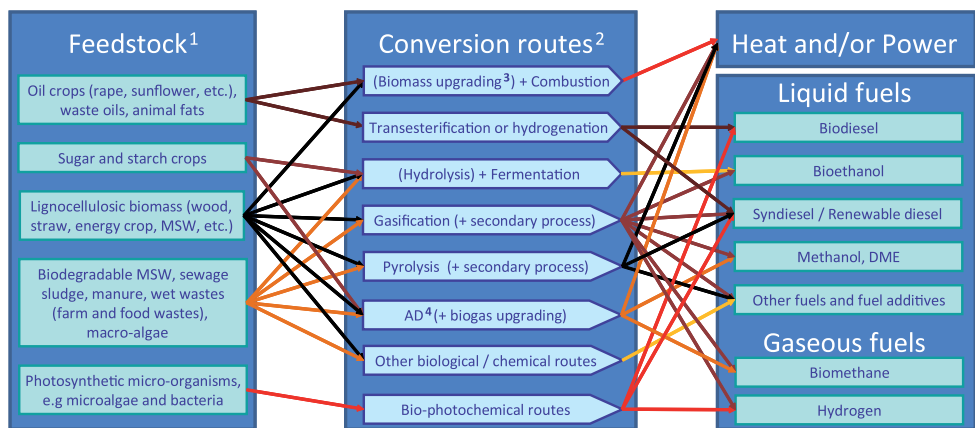 Feedstock¹
Oil crops (rape, sunflower, etc.),
waste oils, animal fats
Sugar and starch crops
Lignocellulosic biomass (wood,
straw, energy crop, MSW, etc.)
Biodegradable MSW, sewage
sludge, manure, wet wastes
(farm and food wastes),
macro-algae
Photosynthetic micro-organisms,
e.g microalgae and bacteria
Conversion routes²
(Biomass upgrading³) + Combustion
Transesterification or hydrogenation
(Hydrolysis) + Fermentation
Gasification (+ secondary process)
Pyrolysis (+ secondary process)
AD⁴ (+ biogas upgrading)
Other biological / chemical routes
Bio-photochemical routes
Heat and/or Power
Liquid fuels
Biodiesel
Bioethanol
Syndiesel / Renewable diesel
Methanol, DME
Other fuels and fuel additives
Gaseous fuels
Biomethane
Hydrogen